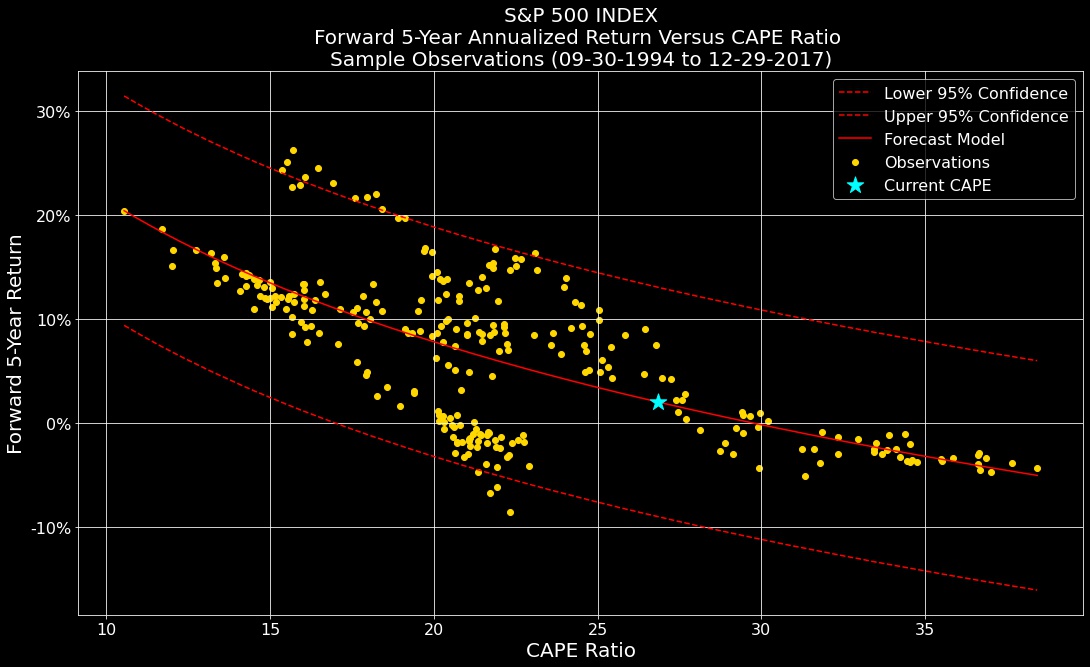 S&P 500 INDEX
Forward 5-Year Annualized Return Versus CAPE Ratio
Sample Observations (09-30-1994 to 12-29-2017)
Lower 95% Confidence
Upper 95% Confidence
Forecast Model
Observations
Current CAPE
Forward 5-Year Return
30%
20%
10%
0%
-10%
10 15 20 25 30 35
CAPE Ratio